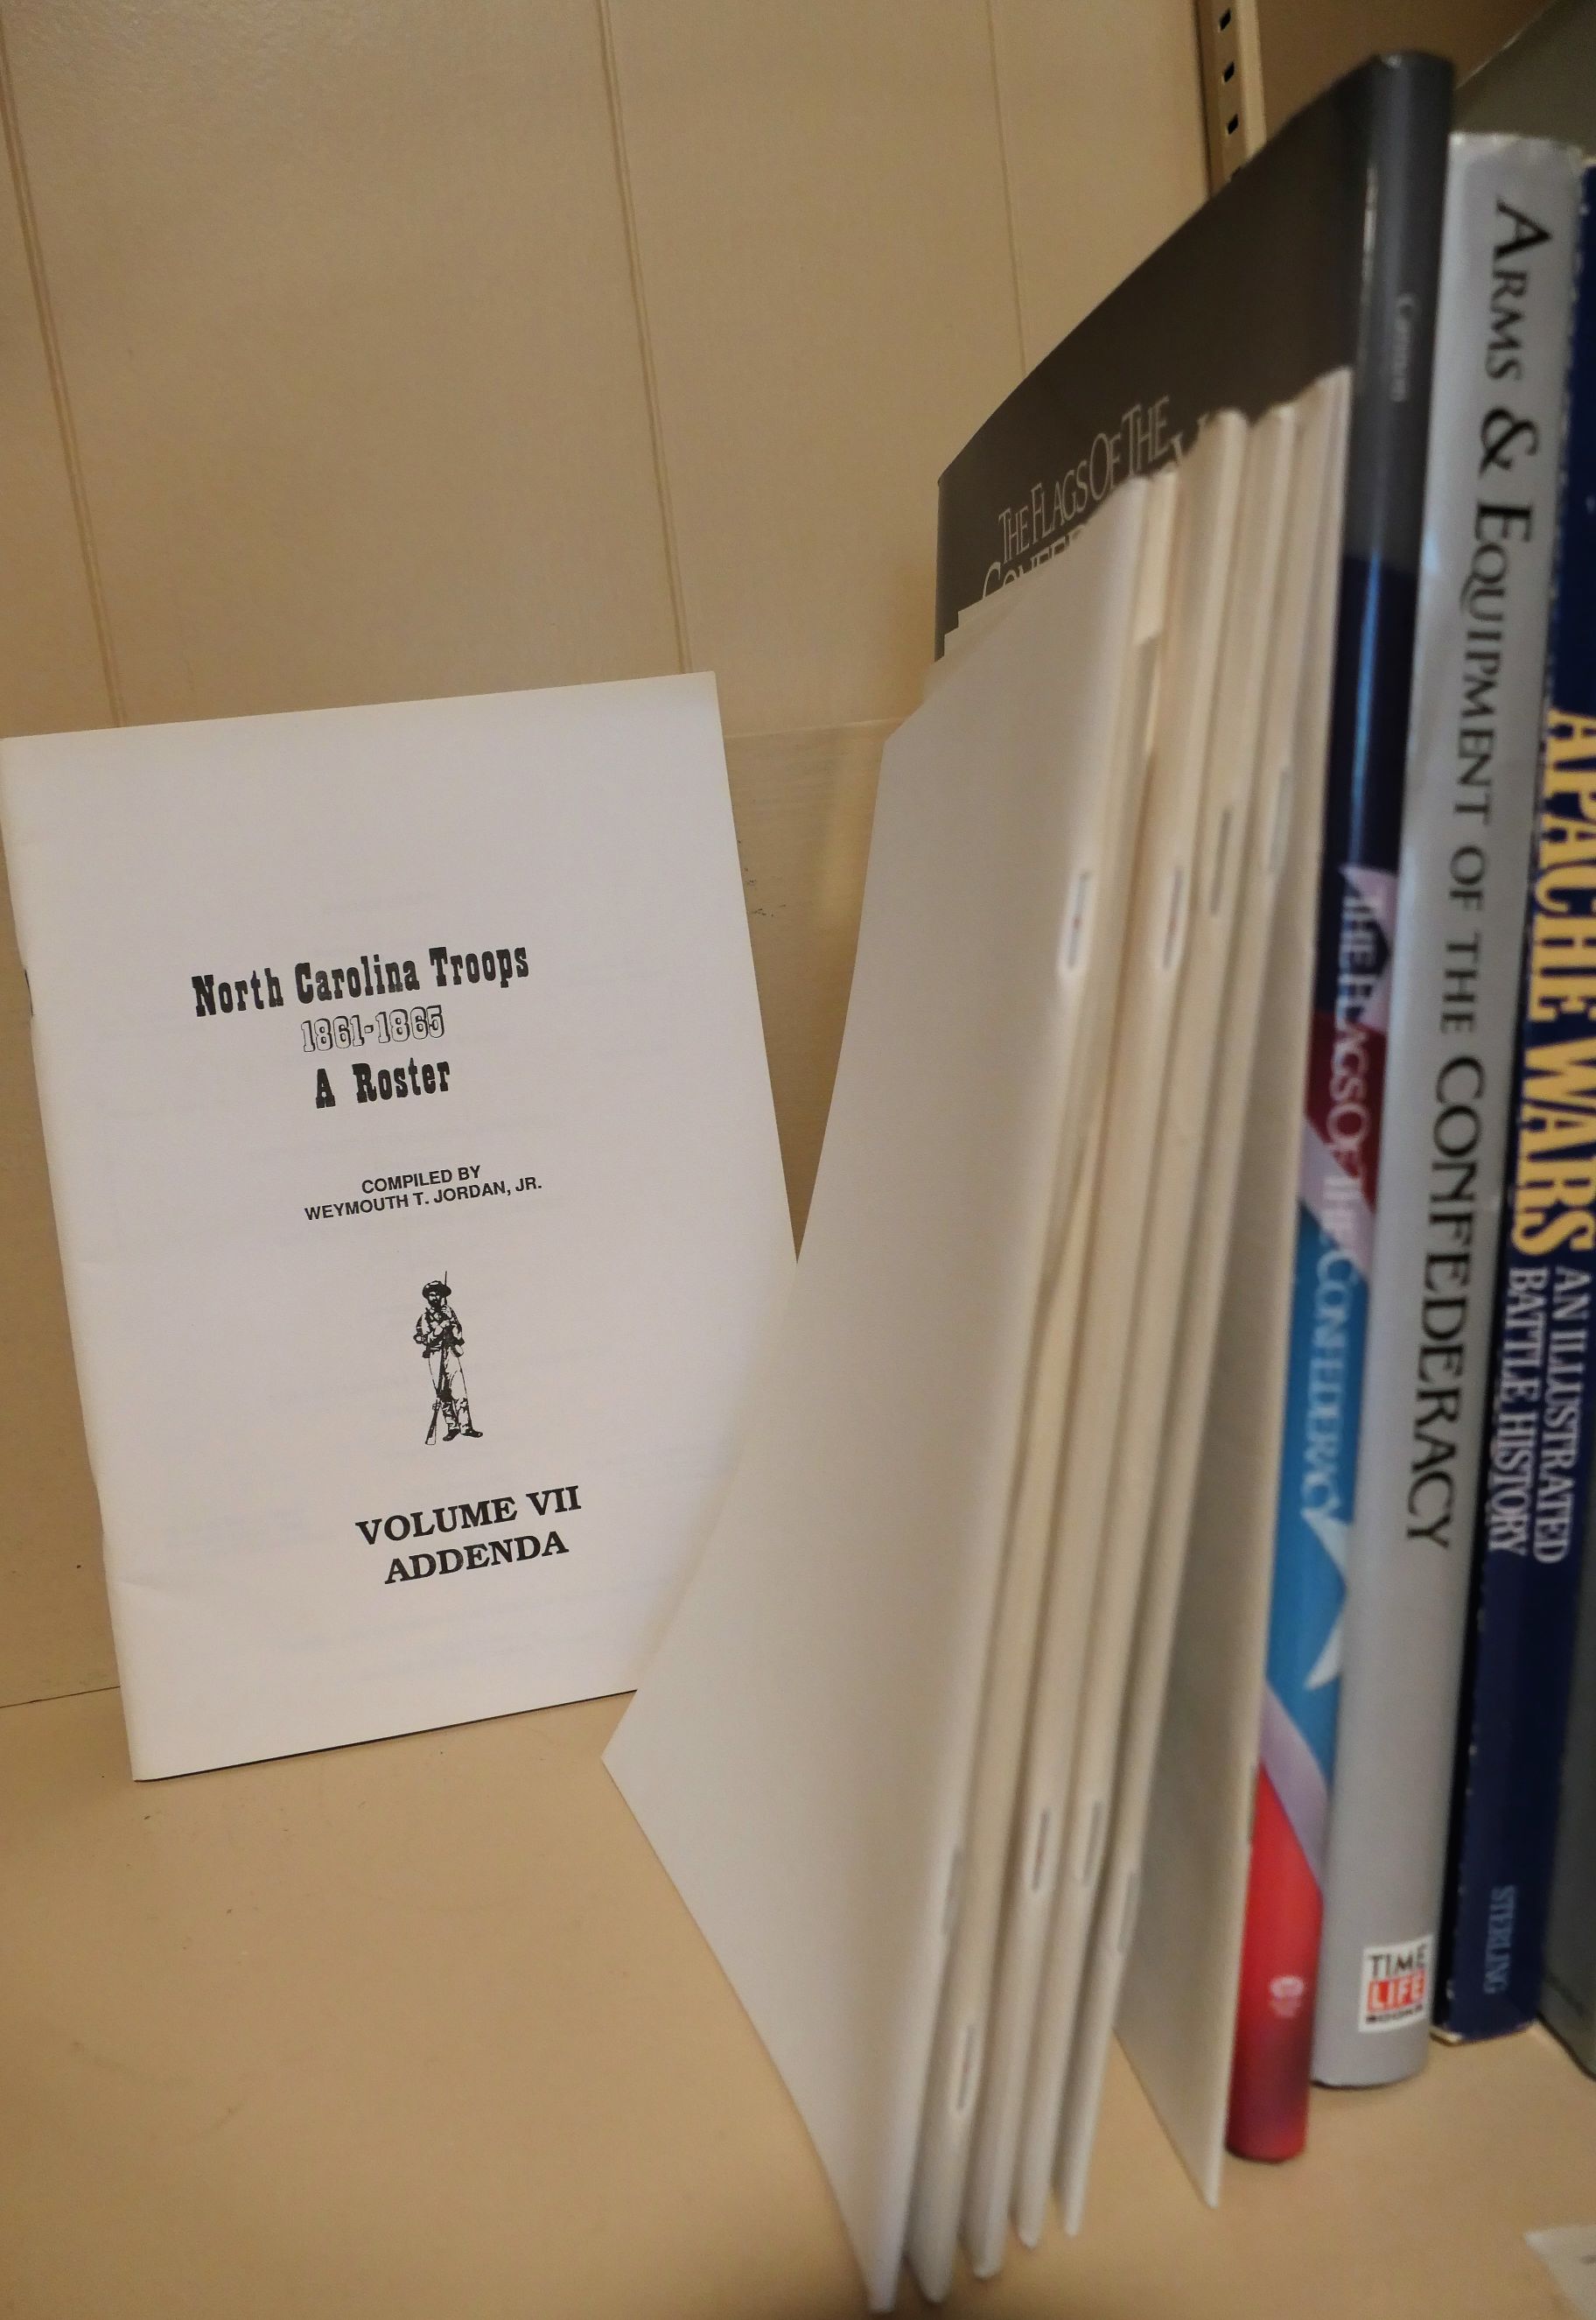 North Carolina Troops
1861-1865
A Roster
COMPILED BY
WEYMOUTH T. JORDAN, JR.
VOLUME VII
ADDENDA
THE FLAGS OF THE
THE FLAGS OF THE CONFEDERACY
ARMS & EQUIPMENT OF THE CONFEDERACY
TIME
LIFE
BOOKS
APACHE WARS
AN ILLUSTRATED
BATTLE HISTORY
STERLING